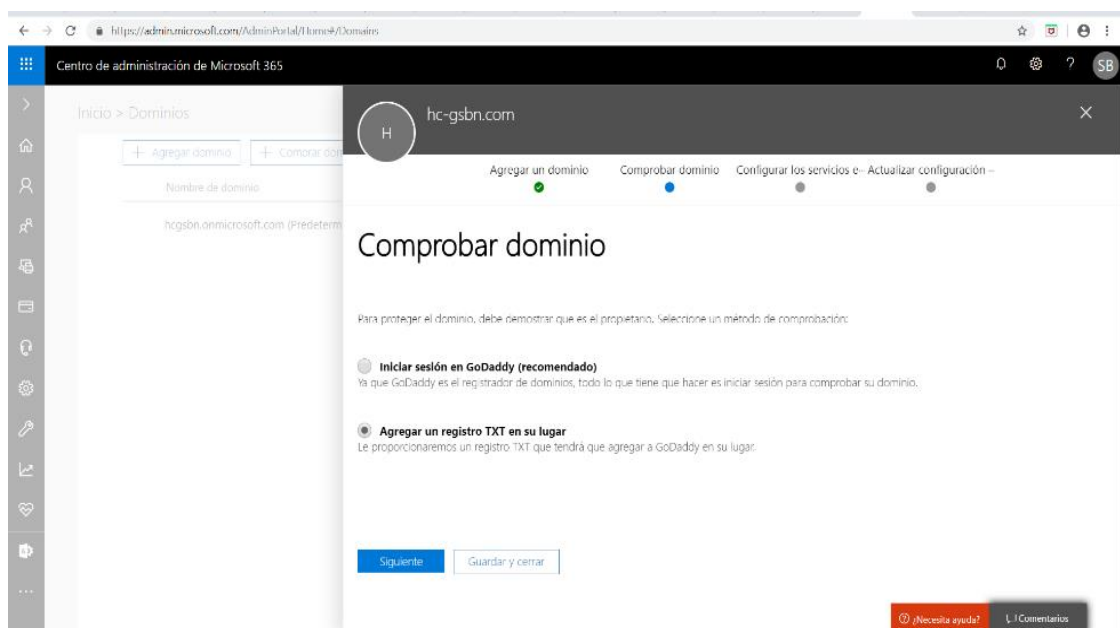 https://admin.microsoft.com/AdminPortal/Home#/Domains
Centro de administración de Microsoft 365
? SB
Inicio > Dominios
H hc-gsbn.com
+ Agregar dominio + Comprar dom
Agregar un dominio Comprobar dominio Configurar los servicios e– Actualizar configuración –
Nombre de dominio
hcgsbn.onmicrosoft.com (Predeterm
Comprobar dominio
Para proteger el dominio, debe demostrar que es el propietario. Seleccione un método de comprobación:
Iniciar sesión en GoDaddy (recomendado)
Ya que GoDaddy es el registrador de dominios, todo lo que tiene que hacer es iniciar sesión para comprobar su dominio.
Agregar un registro TXT en su lugar
Le proporcionaremos un registro TXT que tendrá que agregar a GoDaddy en su lugar.
Siguiente Guardar y cerrar
¿Necesita ayuda? Comentarios